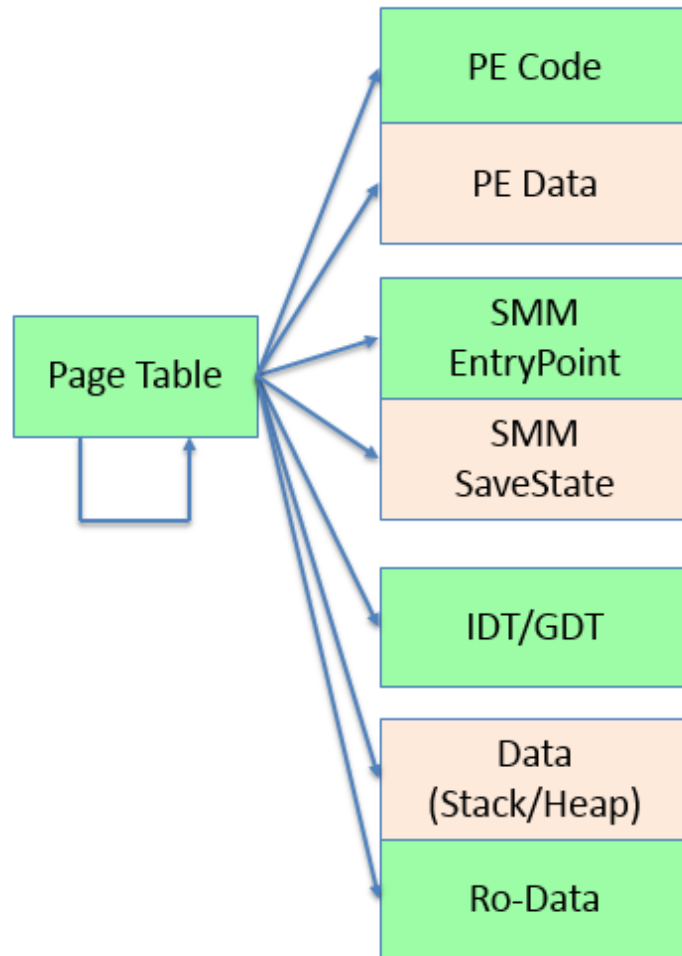 PE Code
PE Data
Page Table
SMM
EntryPoint
SMM
SaveState
IDT/GDT
Data
(Stack/Heap)
Ro-Data